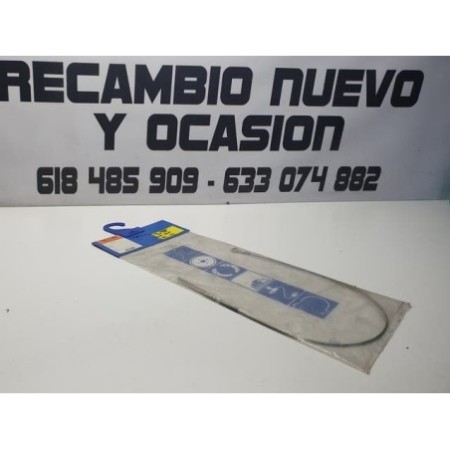 RECAMBIO NUEVO
Y OCASION
618 485 909 - 633 074 882